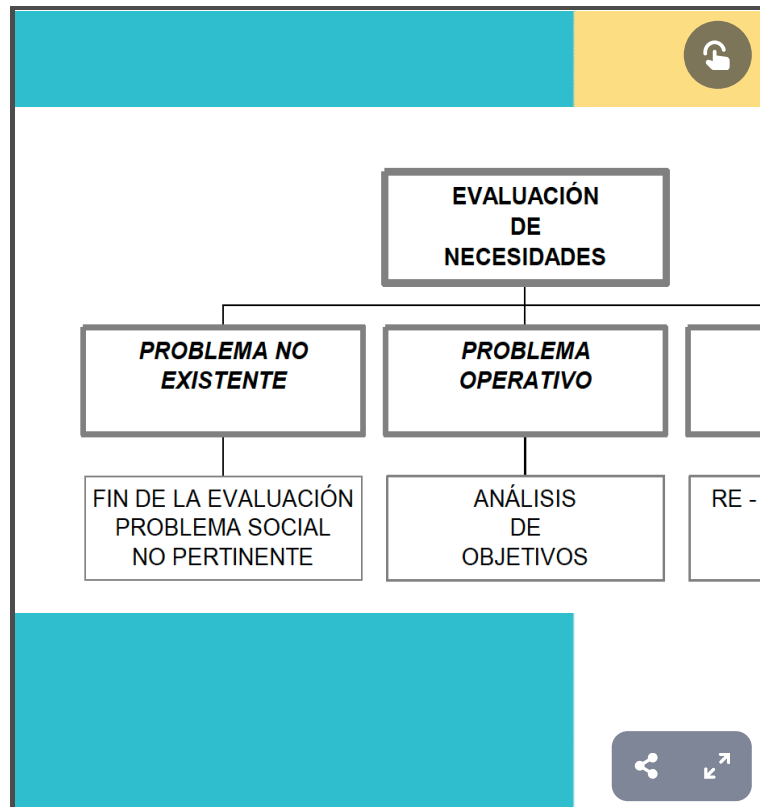 EVALUACIÓN
DE
NECESIDADES
PROBLEMA NO
EXISTENTE
PROBLEMA
OPERATIVO
FIN DE LA EVALUACIÓN
PROBLEMA SOCIAL
NO PERTINENTE
ANÁLISIS
DE
OBJETIVOS
RE -